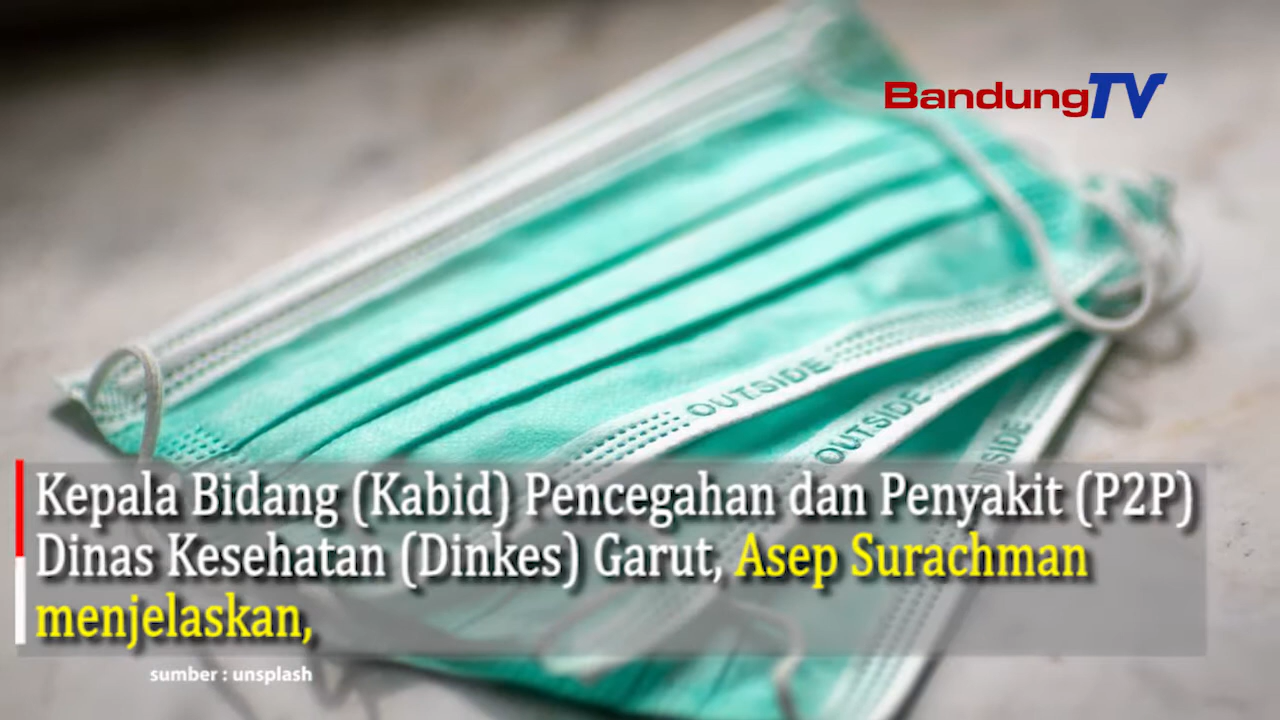 BandungTV
OUTSIDE
OUTSIDE
Kepala Bidang (Kabid) Pencegahan dan Penyakit (P2P)
Dinas Kesehatan (Dinkes) Garut, Asep Surachman
menjelaskan,
sumber : unsplash